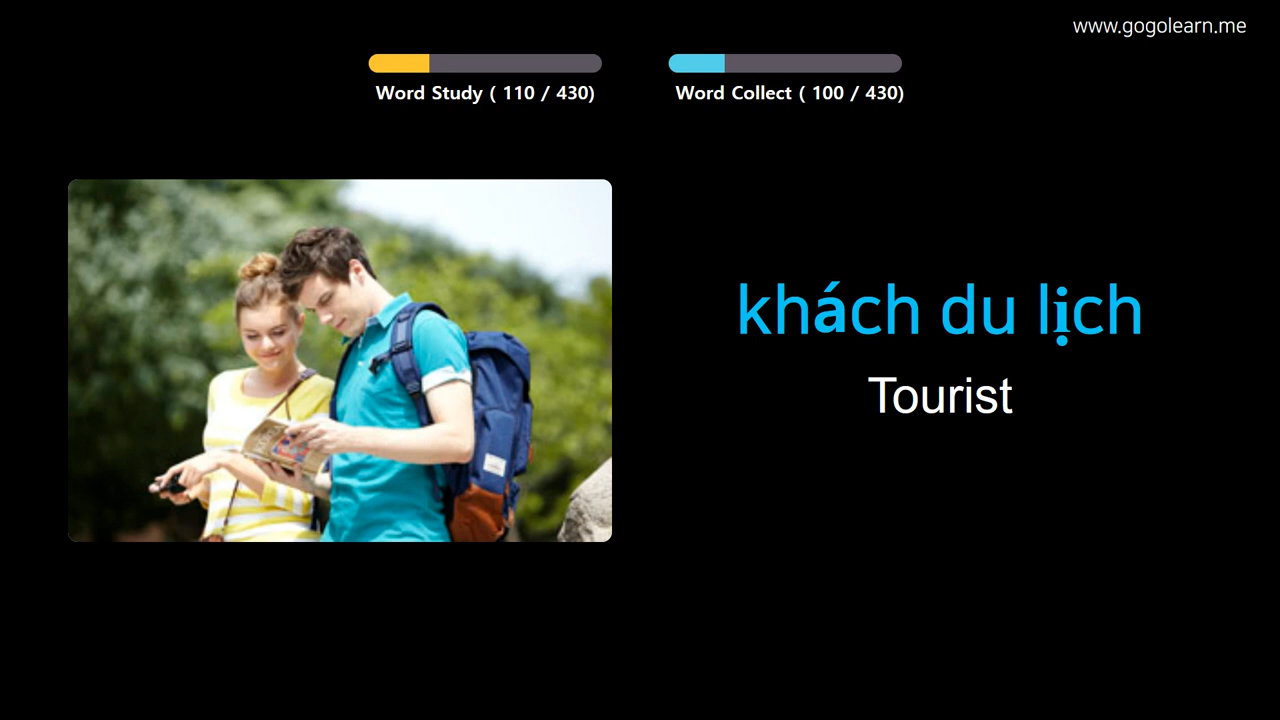 www.gogolearn.me
Word Study ( 110 / 430)
Word Collect ( 100 / 430)
khách du lịch
Tourist